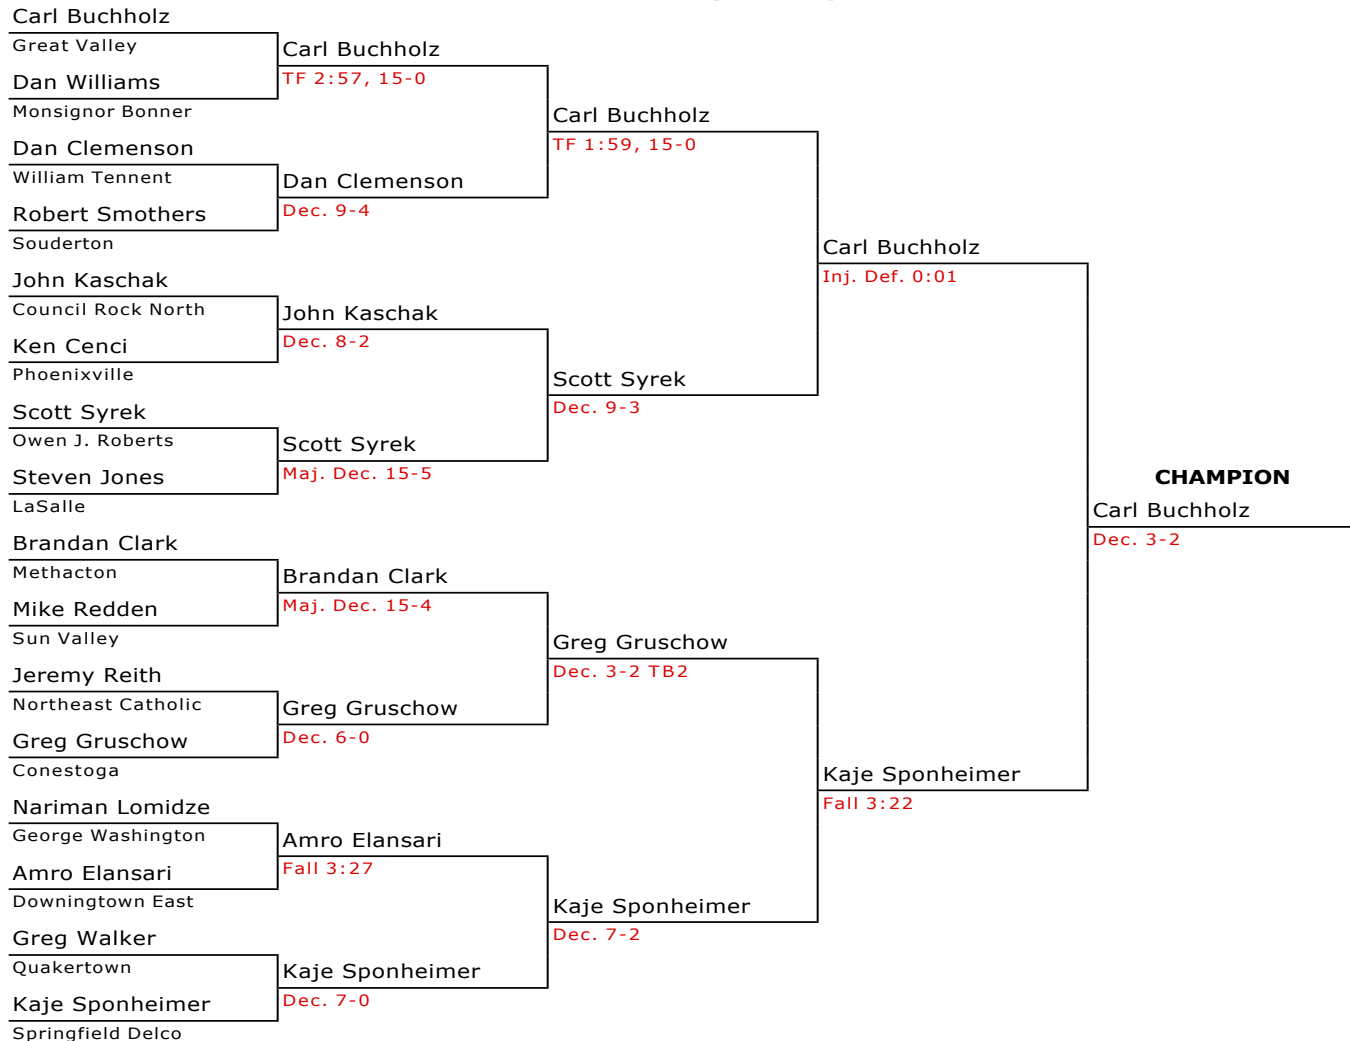 Carl Buchholz
Great Valley
Dan Williams
Monsignor Bonner
Dan Clemenson
William Tennent
Robert Smothers
Souderton
John Kaschak
Council Rock North
Ken Cenci
Phoenixville
Scott Syrek
Owen J. Roberts
Steven Jones
LaSalle
Brandan Clark
Methacton
Mike Redden
Sun Valley
Jeremy Reith
Northeast Catholic
Greg Gruschow
Conestoga
Nariman Lomidze
George Washington
Amro Elansari
Downingtown East
Greg Walker
Quakertown
Kaje Sponheimer
Springfield Delco
Carl Buchholz
TF 2:57, 15-0
Dan Clemenson
Dec. 9-4
John Kaschak
Dec. 8-2
Scott Syrek
Maj. Dec. 15-5
Brandan Clark
Maj. Dec. 15-4
Greg Gruschow
Dec. 6-0
Amro Elansari
Fall 3:27
Kaje Sponheimer
Dec. 7-0
Carl Buchholz
TF 1:59, 15-0
Scott Syrek
Dec. 9-3
Greg Gruschow
Dec. 3-2 TB2
Kaje Sponheimer
Dec. 7-2
Carl Buchholz
Inj. Def. 0:01
Kaje Sponheimer
Fall 3:22
CHAMPION
Carl Buchholz
Dec. 3-2